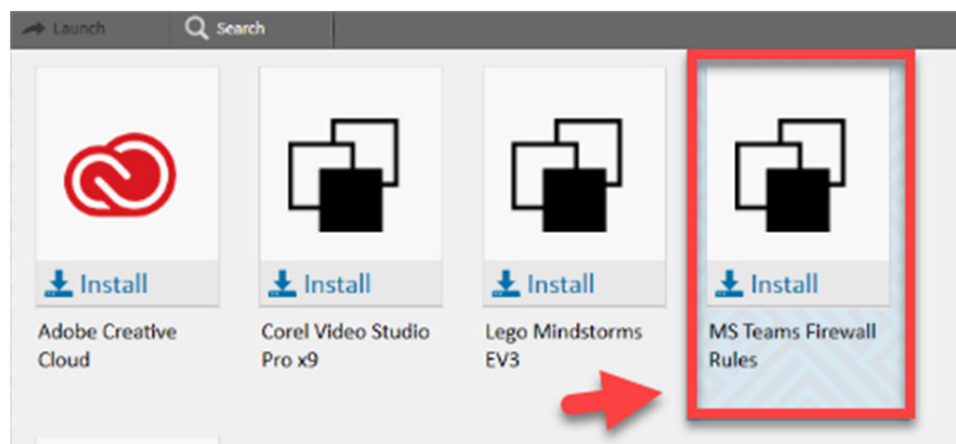 Launch
Search
Install
Install
Install
Install
Adobe Creative
Cloud
Corel Video Studio
Pro x9
Lego Mindstorms
EV3
MS Teams Firewall
Rules